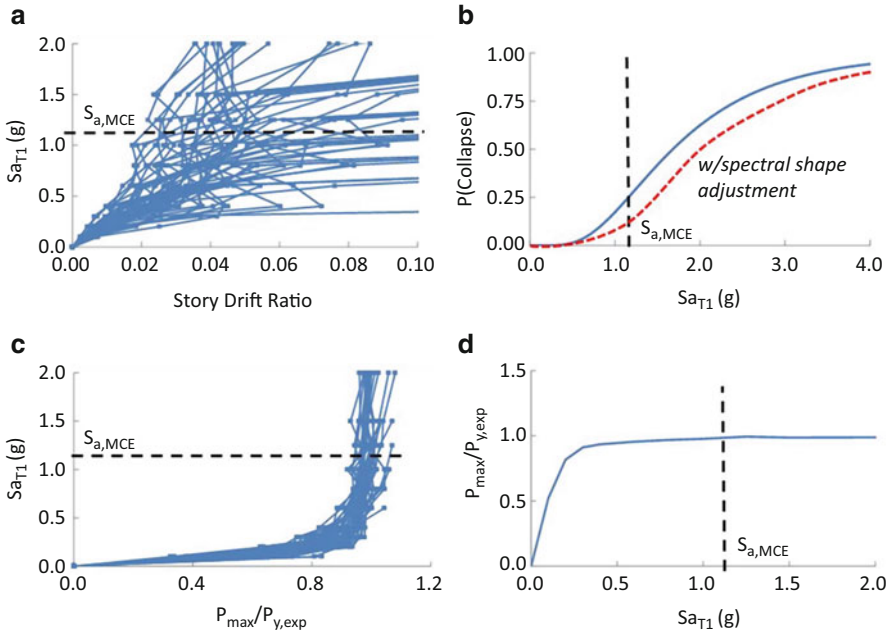 a
2.0
1.5
1.0
0.5
0.0
Sa,MCE
SaT1 (g)
0.00 0.02 0.04 0.06 0.08 0.10
Story Drift Ratio
b
1.00
0.75
0.50
0.25
0.00
P(Collapse)
w/spectral shape
adjustment
Sa,MCE
0.0 1.0 2.0 3.0 4.0
SaT1 (g)
c
2.0
1.5
1.0
0.5
0.0
Sa,MCE
SaT1 (g)
0.0 0.4 0.8 1.2
Pmax/Py,exp
d
1.5
1.0
0.5
0.0
Pmax/Py,exp
Sa,MCE
0.0 0.5 1.0 1.5 2.0
SaT1 (g)